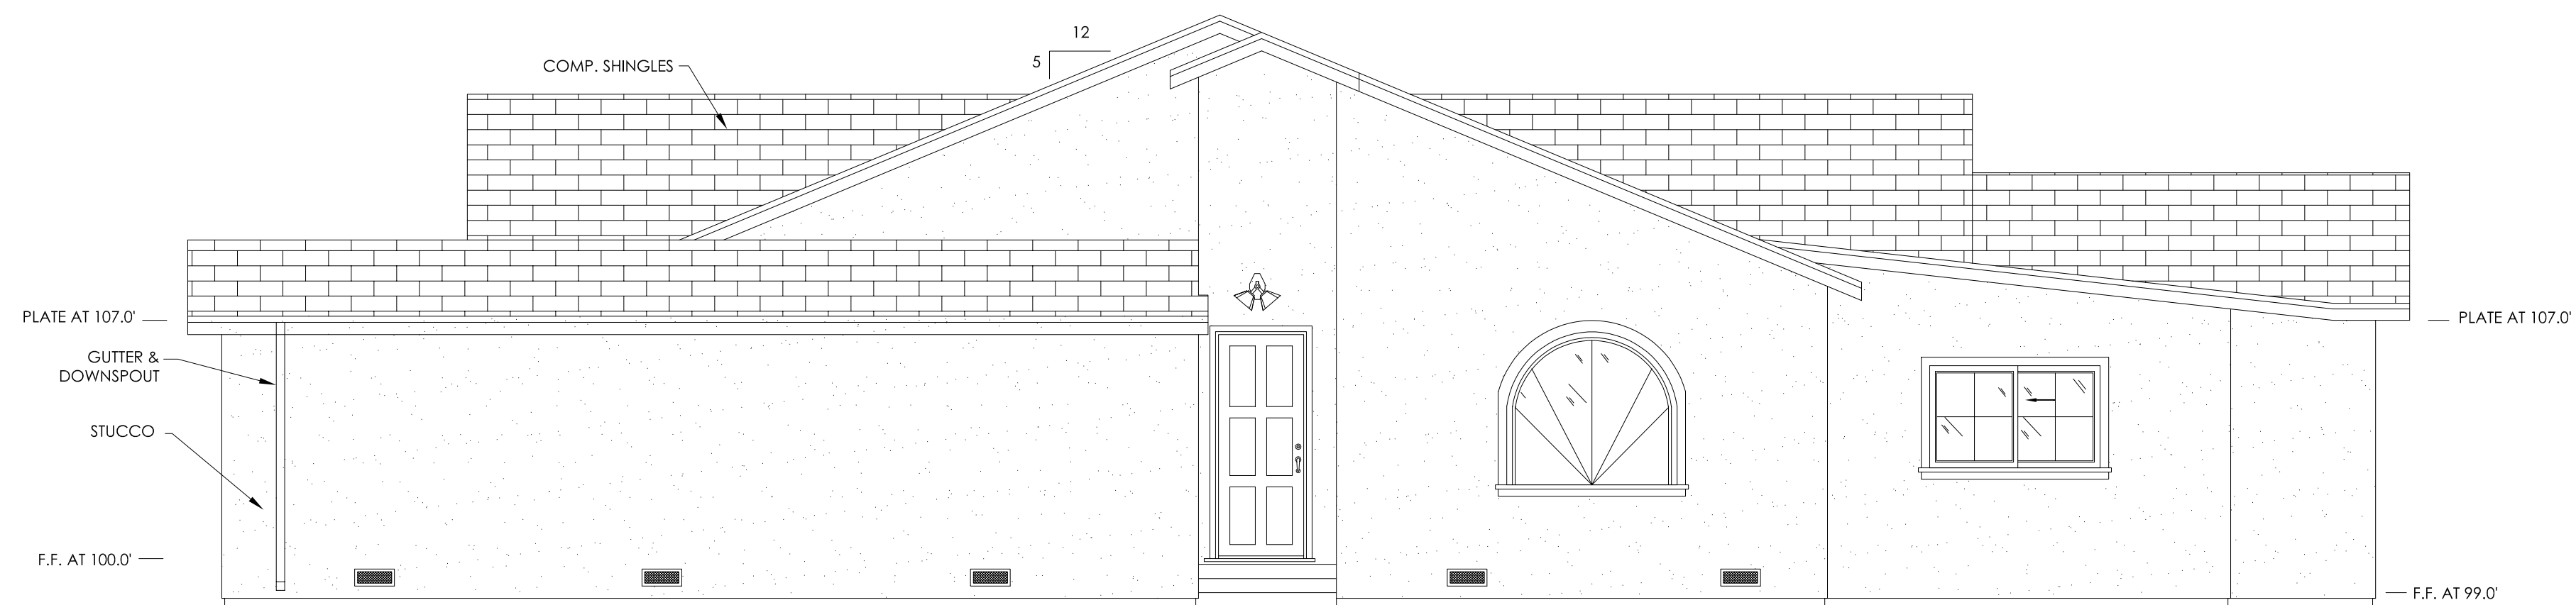 12
5
COMP. SHINGLES
PLATE AT 107.0'
PLATE AT 107.0'
GUTTER &
DOWNSPOUT
STUCCO
F.F. AT 100.0'
F.F. AT 99.0'